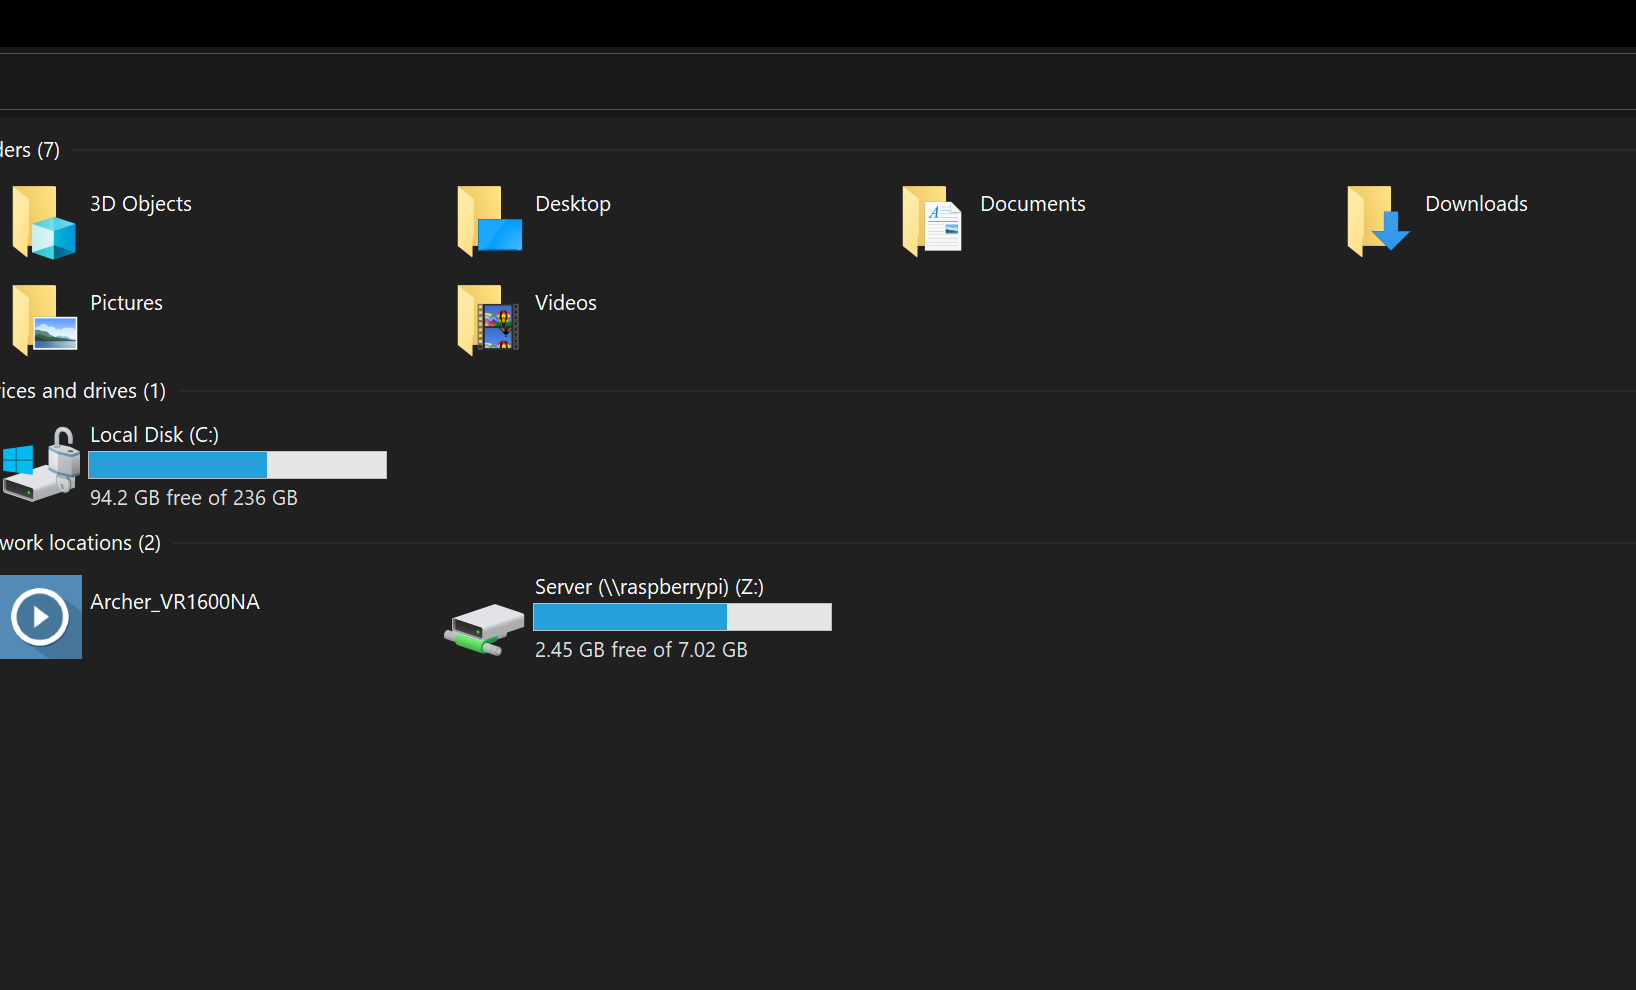 ders (7)
3D Objects
Desktop
Documents
Downloads
Pictures
Videos
ices and drives (1)
Local Disk (C:)
94.2 GB free of 236 GB
work locations (2)
Archer_VR1600NA
Server (\\raspberrypi) (Z:)
2.45 GB free of 7.02 GB